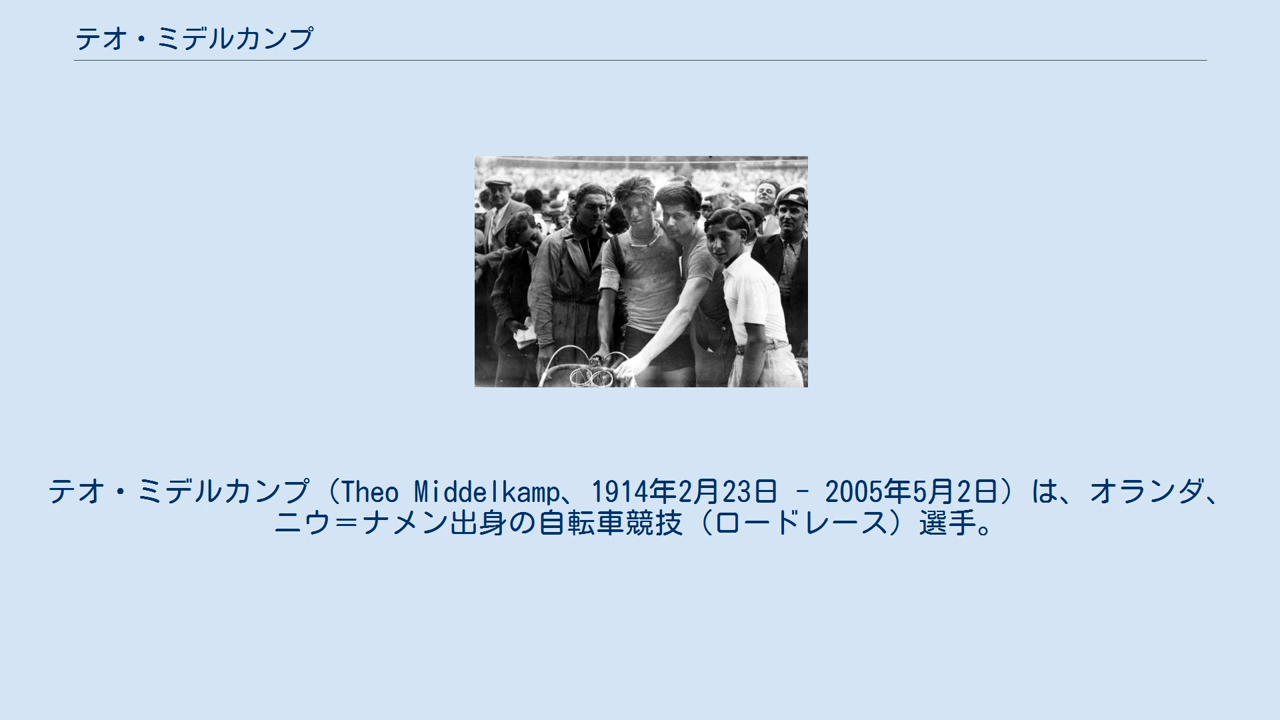 テオ・ミデルカンプ
テオ・ミデルカンプ（Theo Middelkamp、1914年2月23日 - 2005年5月2日）は、オランダ、
ニウ＝ナメン出身の自転車競技（ロードレース）選手。